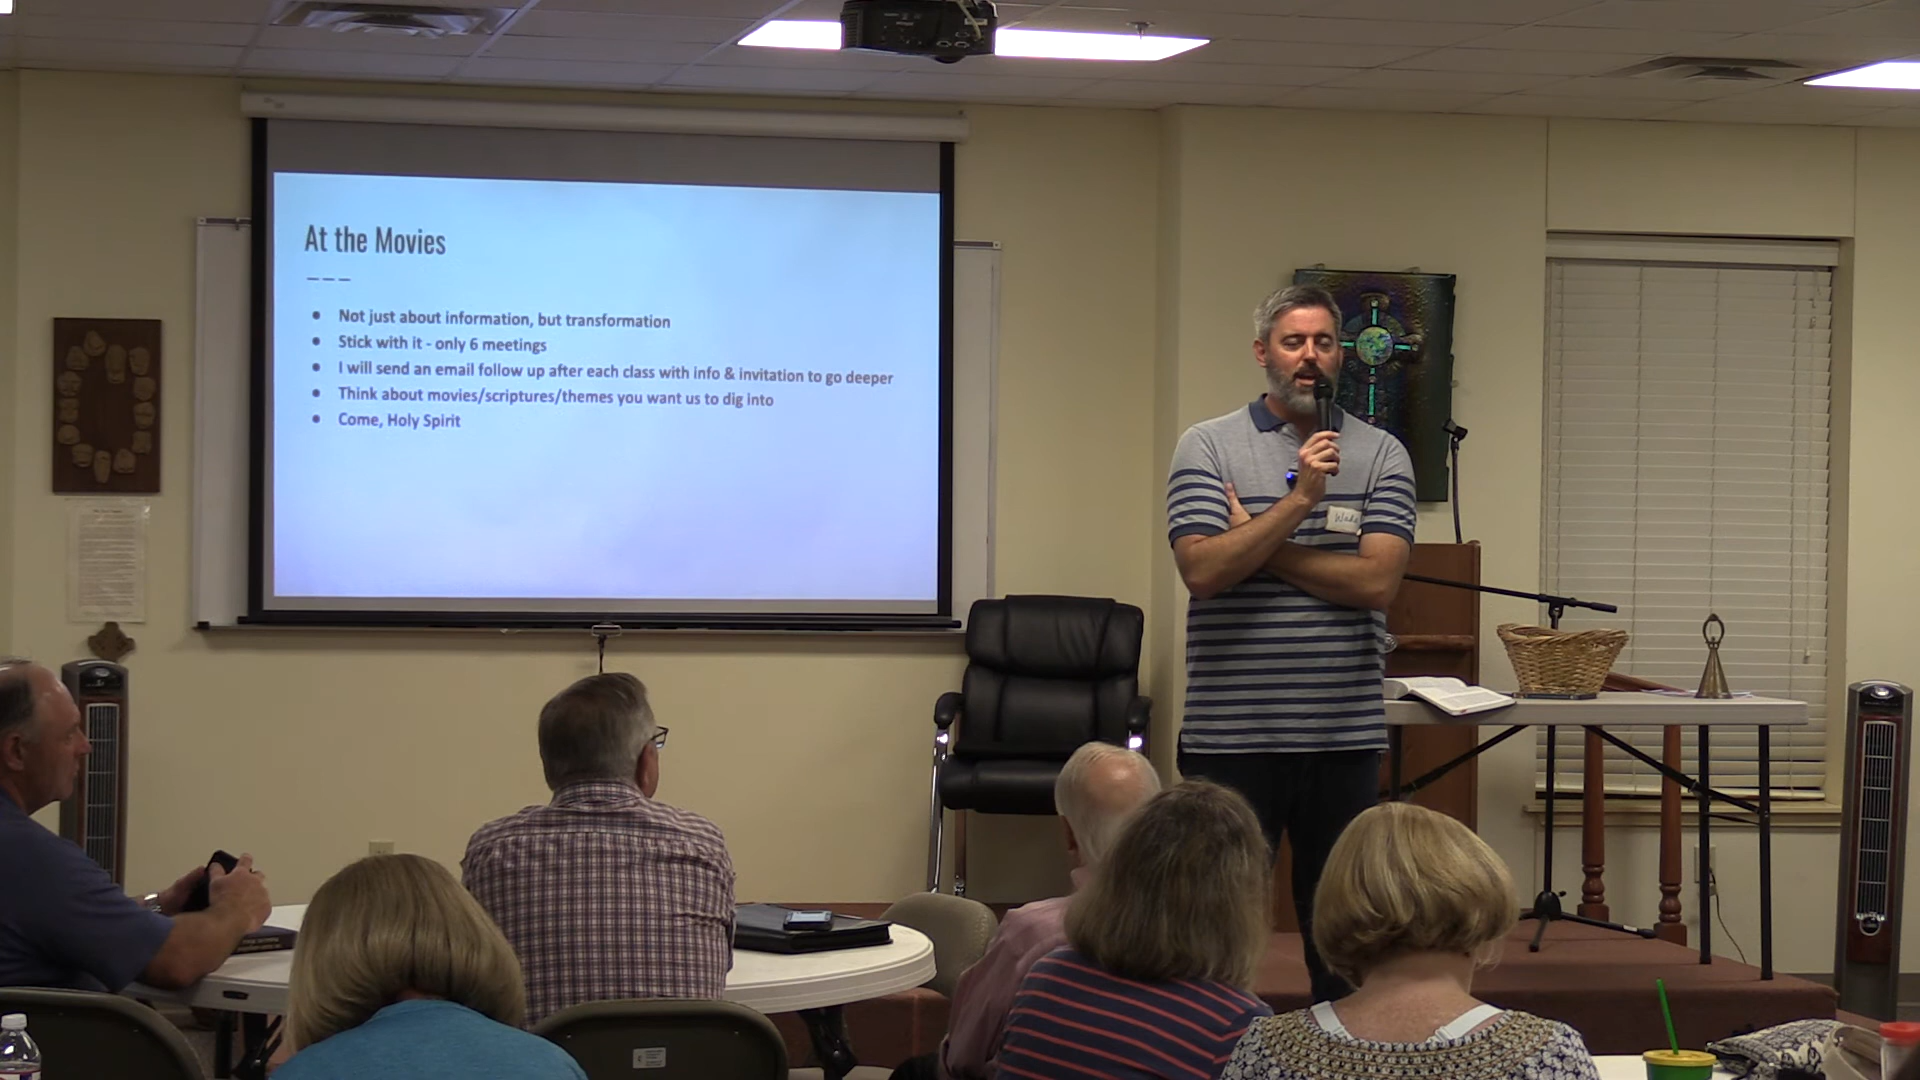 At the Movies
Not just about information, but transformation
Stick with it - only 6 meetings
I will send an email follow up after each class with info & invitation to go deeper
Think about movies/scriptures/themes you want us to dig into
Come, Holy Spirit